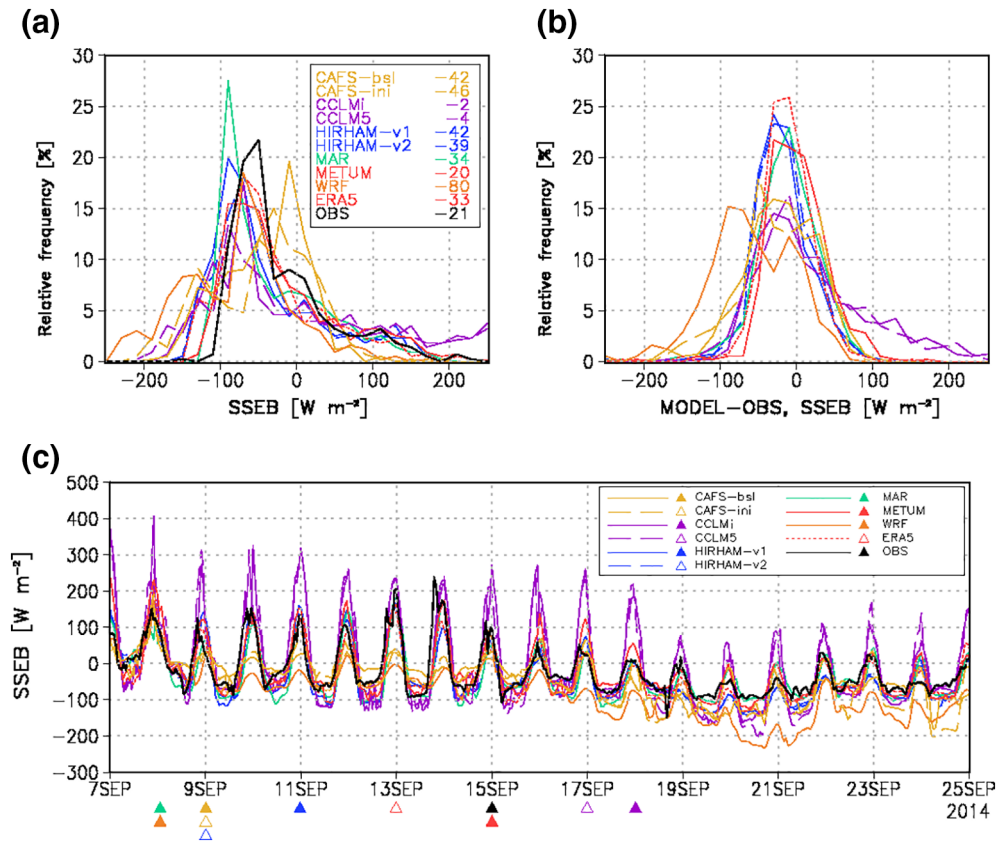 (a)
(b)
30
25
20
15
10
5
0
Relative frequency [%]
−200 −100 0 100 200
SSEB [W m⁻²]
CAFS−bsl −42
CAFS−ini −46
CCLMi −2
CCLM5 −4
HIRHAM−v1 −42
HIRHAM−v2 −39
MAR −34
METUM −20
WRF −80
ERA5 −33
OBS −21
30
25
20
15
10
5
0
Relative frequency [%]
−200 −100 0 100 200
MODEL−OBS, SSEB [W m⁻²]
(c)
500
400
300
200
100
0
−100
−200
−300
SSEB [W m⁻²]
CAFS−bsl
CAFS−ini
CCLMi
CCLM5
HIRHAM−v1
HIRHAM−v2
MAR
METUM
WRF
ERA5
OBS
7SEP 9SEP 11SEP 13SEP 15SEP 17SEP 19SEP 21SEP 23SEP 25SEP
2014